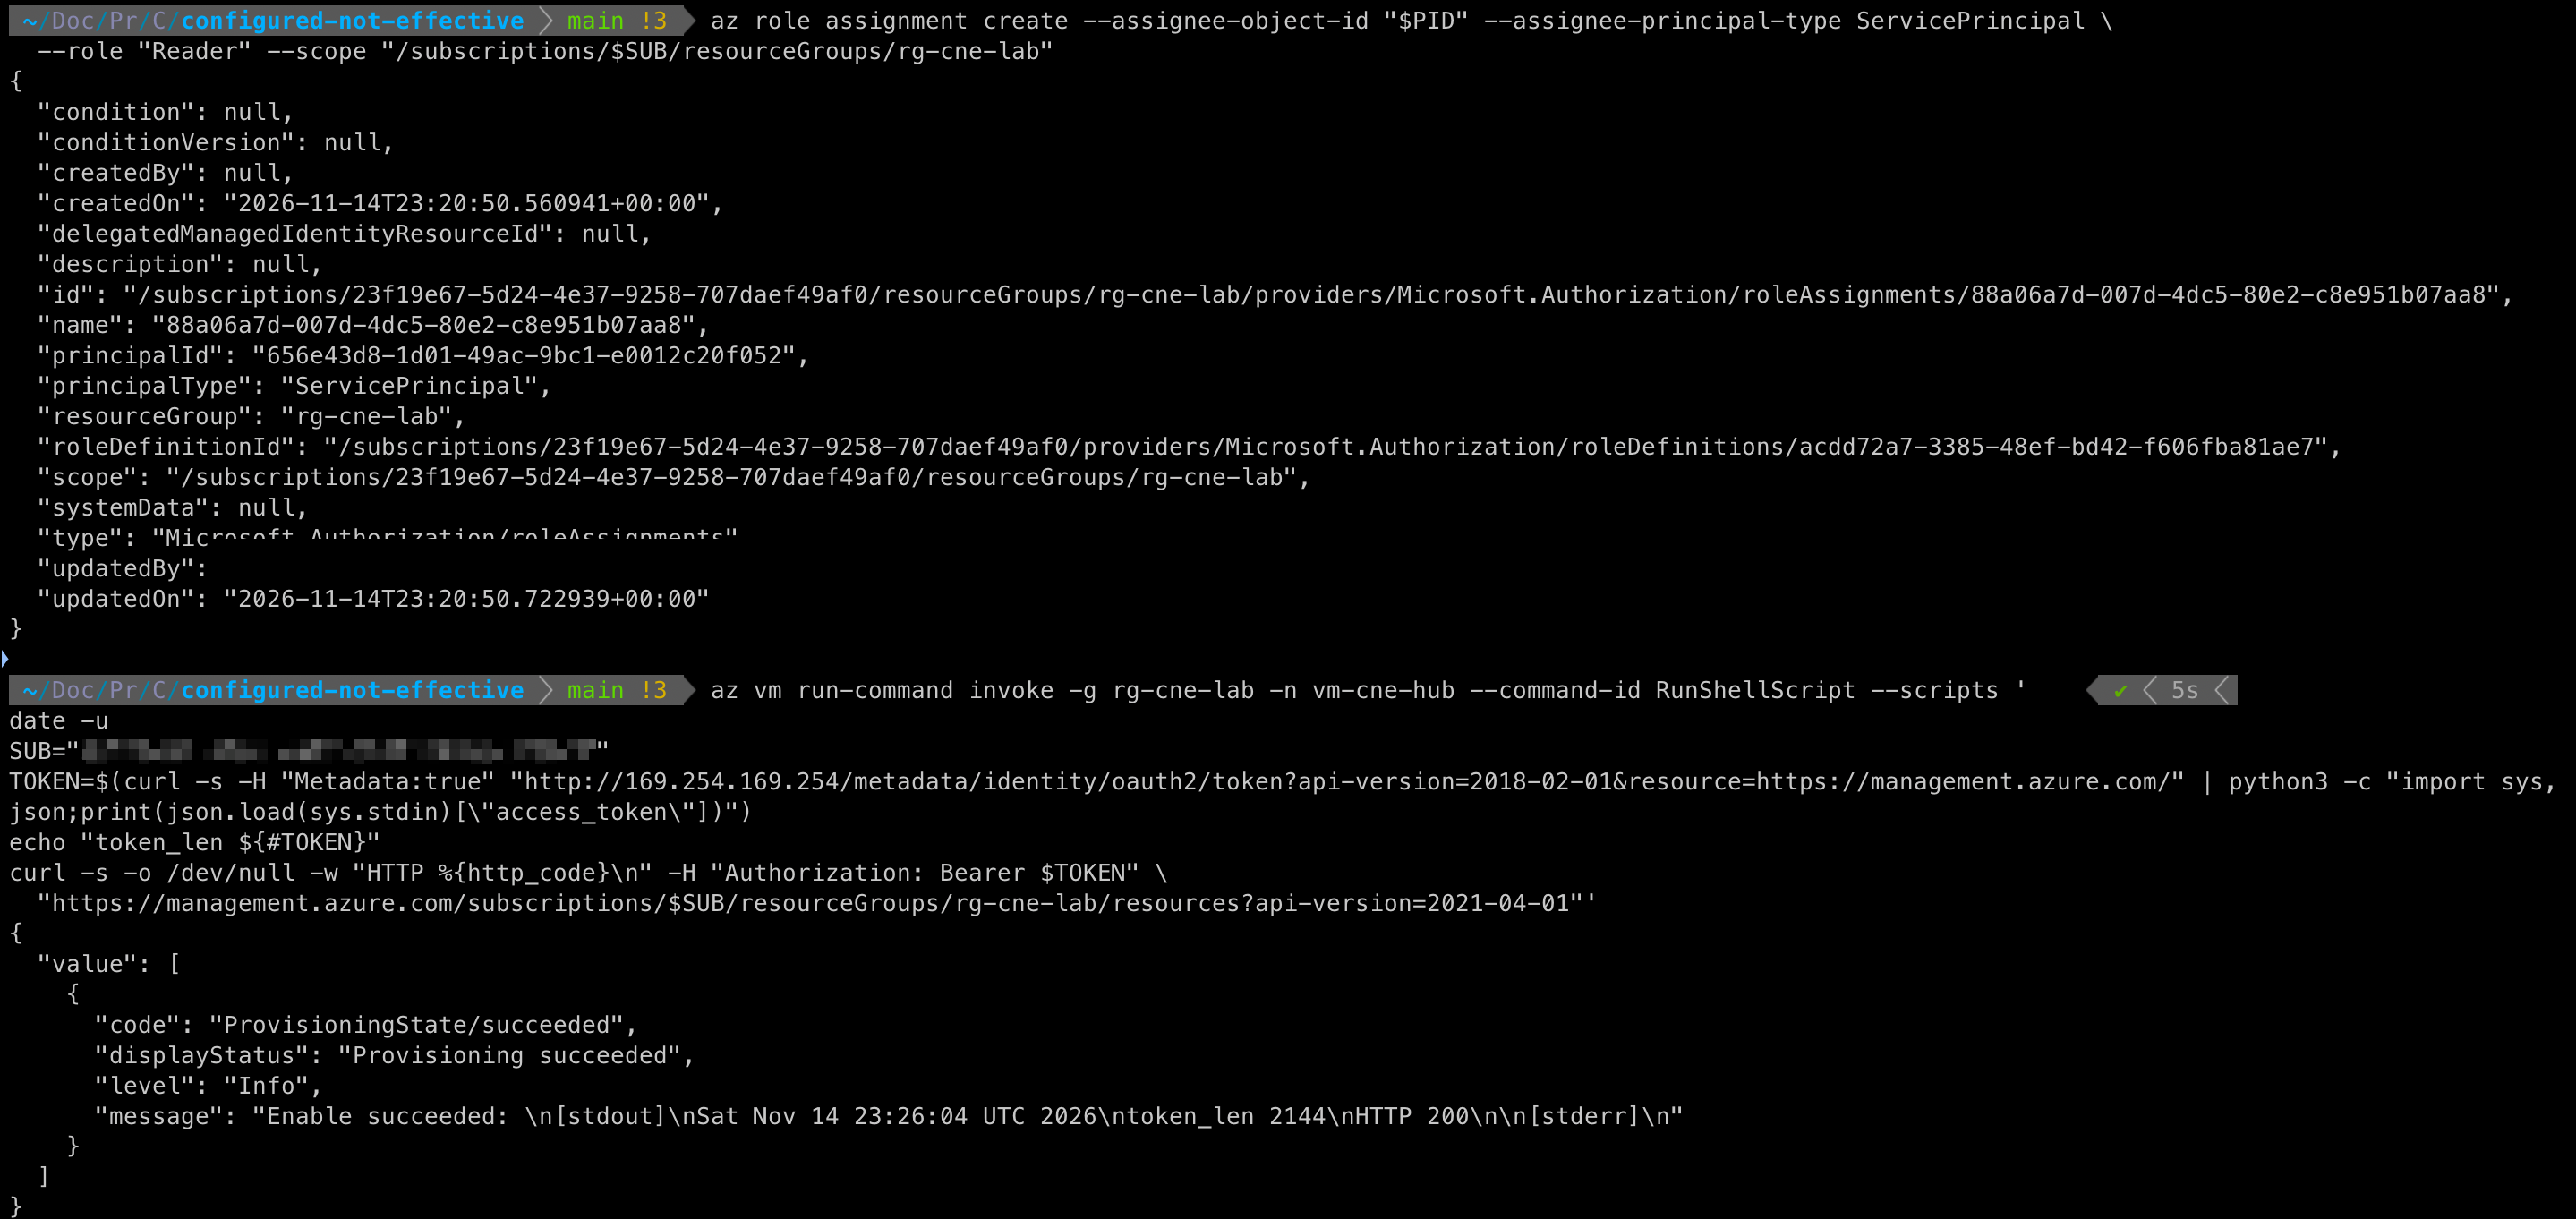 ~/Doc/Pr/C/configured-not-effective main !3 az role assignment create --assignee-object-id "$PID" --assignee-principal-type ServicePrincipal \
--role "Reader" --scope "/subscriptions/$SUB/resourceGroups/rg-cne-lab"
{
"condition": null,
"conditionVersion": null,
"createdBy": null,
"createdOn": "2026-11-14T23:20:50.560941+00:00",
"delegatedManagedIdentityResourceId": null,
"description": null,
"id": "/subscriptions/23f19e67-5d24-4e37-9258-707daef49af0/resourceGroups/rg-cne-lab/providers/Microsoft.Authorization/roleAssignments/88a06a7d-007d-4dc5-80e2-c8e951b07aa8",
"name": "88a06a7d-007d-4dc5-80e2-c8e951b07aa8",
"principalId": "656e43d8-1d01-49ac-9bc1-e0012c20f052",
"principalType": "ServicePrincipal",
"resourceGroup": "rg-cne-lab",
"roleDefinitionId": "/subscriptions/23f19e67-5d24-4e37-9258-707daef49af0/providers/Microsoft.Authorization/roleDefinitions/acdd72a7-3385-48ef-bd42-f606fba81ae7",
"scope": "/subscriptions/23f19e67-5d24-4e37-9258-707daef49af0/resourceGroups/rg-cne-lab",
"systemData": null,
"type": "Microsoft.Authorization/roleAssignments"
"updatedBy":
"updatedOn": "2026-11-14T23:20:50.722939+00:00"
}
~/Doc/Pr/C/configured-not-effective main !3 az vm run-command invoke -g rg-cne-lab -n vm-cne-hub --command-id RunShellScript --scripts ' ✔ 5s
date -u
SUB=""
TOKEN=$(curl -s -H "Metadata:true" "http://169.254.169.254/metadata/identity/oauth2/token?api-version=2018-02-01&resource=https://management.azure.com/" | python3 -c "import sys,
json;print(json.load(sys.stdin)[\"access_token\"])")
echo "token_len ${#TOKEN}"
curl -s -o /dev/null -w "HTTP %{http_code}\n" -H "Authorization: Bearer $TOKEN" \
"https://management.azure.com/subscriptions/$SUB/resourceGroups/rg-cne-lab/resources?api-version=2021-04-01"'
{
"value": [
{
"code": "ProvisioningState/succeeded",
"displayStatus": "Provisioning succeeded",
"level": "Info",
"message": "Enable succeeded: \n[stdout]\nSat Nov 14 23:26:04 UTC 2026\ntoken_len 2144\nHTTP 200\n\n[stderr]\n"
}
]
}